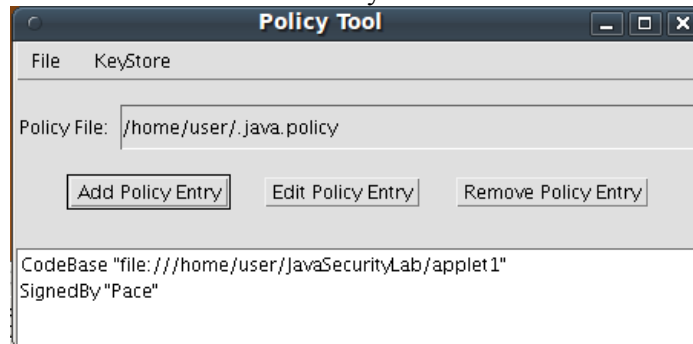 Policy Tool
File KeyStore
Policy File: /home/user/.java.policy
Add Policy Entry Edit Policy Entry Remove Policy Entry
CodeBase "file:///home/user/JavaSecurityLab/applet1"
SignedBy "Pace"